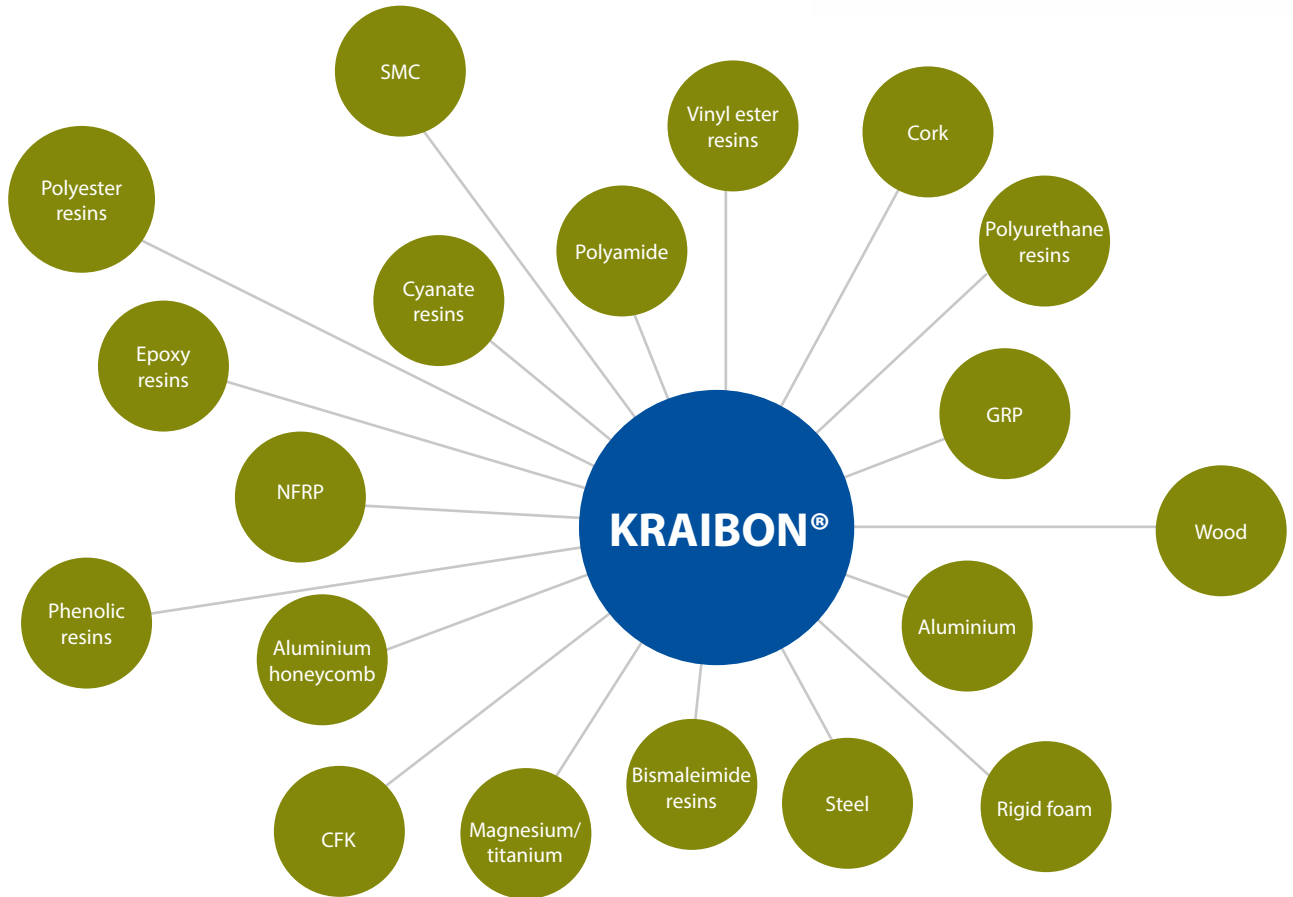 SMC
Vinyl ester
resins
Cork
Polyester
resins
Polyamide
Polyurethane
resins
Cyanate
resins
Epoxy
resins
GRP
NFRP
KRAIBON®
Wood
Phenolic
resins
Aluminium
Aluminium
honeycomb
Bismaleimide
resins
Steel
Rigid foam
CFK
Magnesium/
titanium